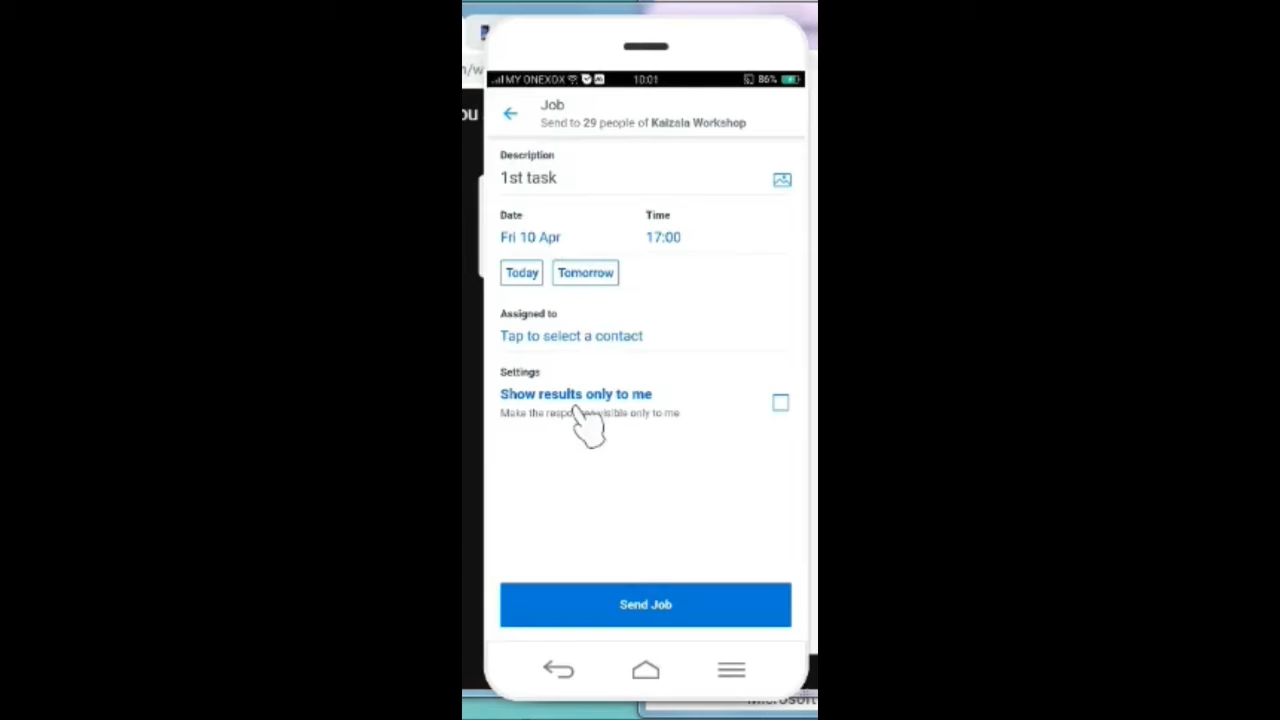 n/w
ou
MY ONEXOX 10:01 86%
Job
Send to 29 people of Kaizala Workshop
Description
1st task
Date Time
Fri 10 Apr 17:00
Today Tomorrow
Assigned to
Tap to select a contact
Settings
Show results only to me
Make the visible only to me
Send Job
Microsoft